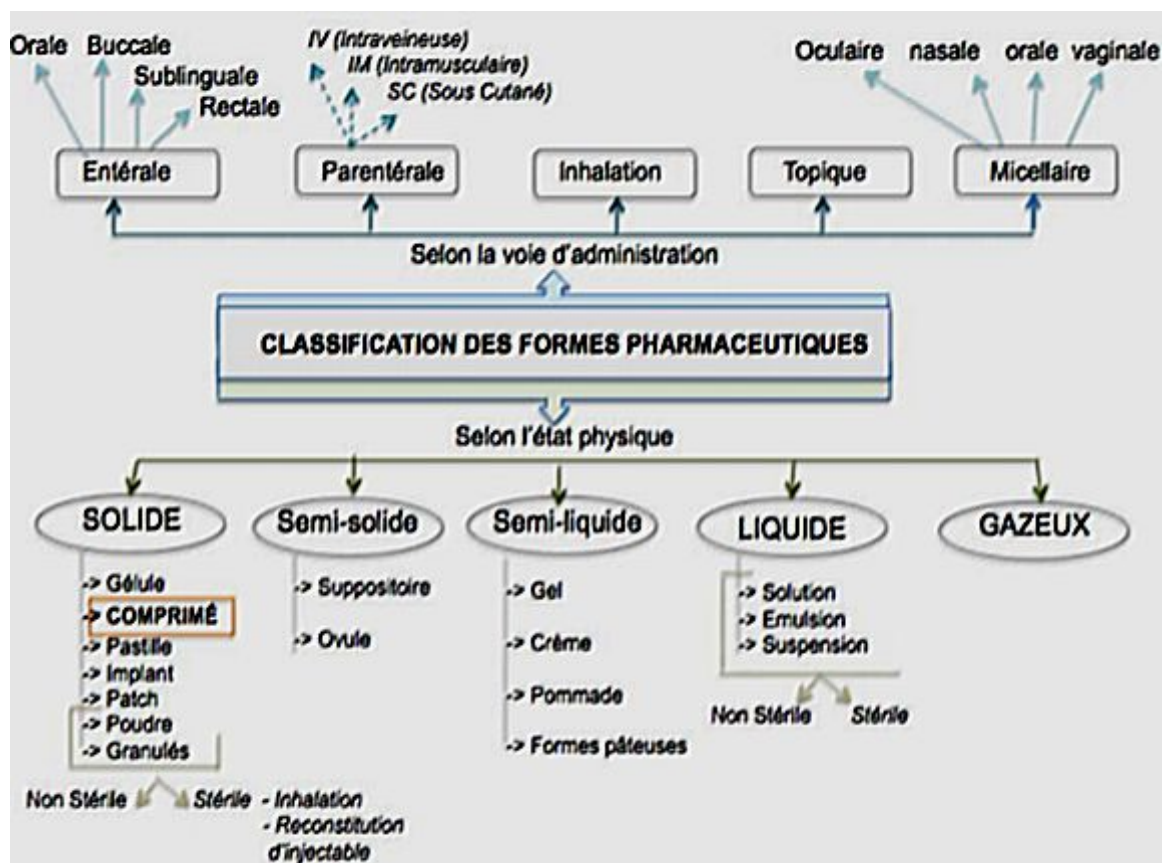 Orale Buccale
Sublinguale
Rectale
IV (Intraveineuse)
IM (Intramusculaire)
SC (Sous Cutané)
Oculaire nasale orale vaginale
Entérale Parentérale Inhalation Topique Micellaire
Selon la voie d'administration
CLASSIFICATION DES FORMES PHARMACEUTIQUES
Selon l'état physique
SOLIDE Semi-solide Semi-liquide LIQUIDE GAZEUX
-> Gélule
-> COMPRIMÉ
-> Pastille
-> Implant
-> Patch
-> Poudre
-> Granulés
Non Stérile Stérile - Inhalation
- Reconstitution
d'injectable
-> Suppositoire
-> Ovule
-> Gel
-> Crème
-> Pommade
-> Formes pâteuses
-> Solution
-> Emulsion
-> Suspension
Non Stérile Stérile